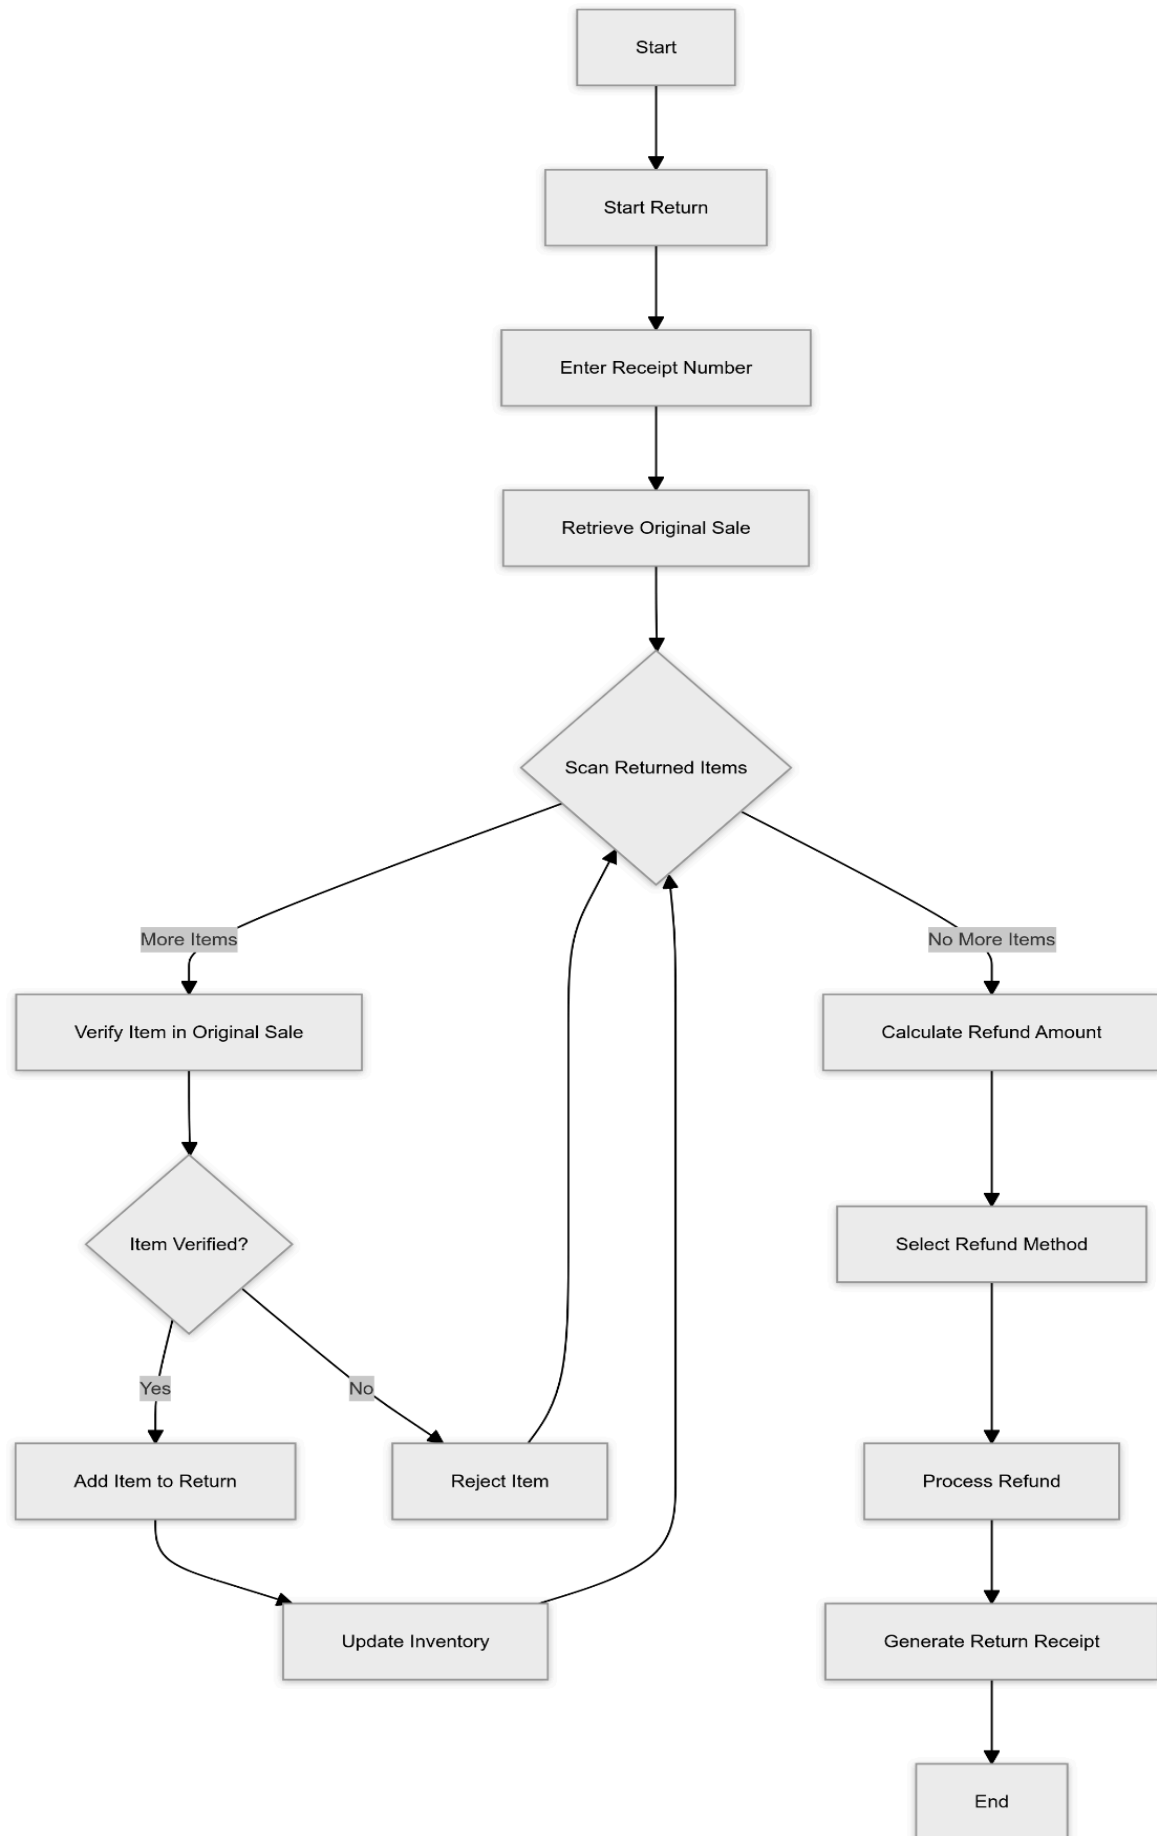 Start
Start Return
Enter Receipt Number
Retrieve Original Sale
Scan Returned Items
More Items
No More Items
Verify Item in Original Sale
Calculate Refund Amount
Item Verified?
Select Refund Method
Yes
No
Add Item to Return
Reject Item
Process Refund
Update Inventory
Generate Return Receipt
End